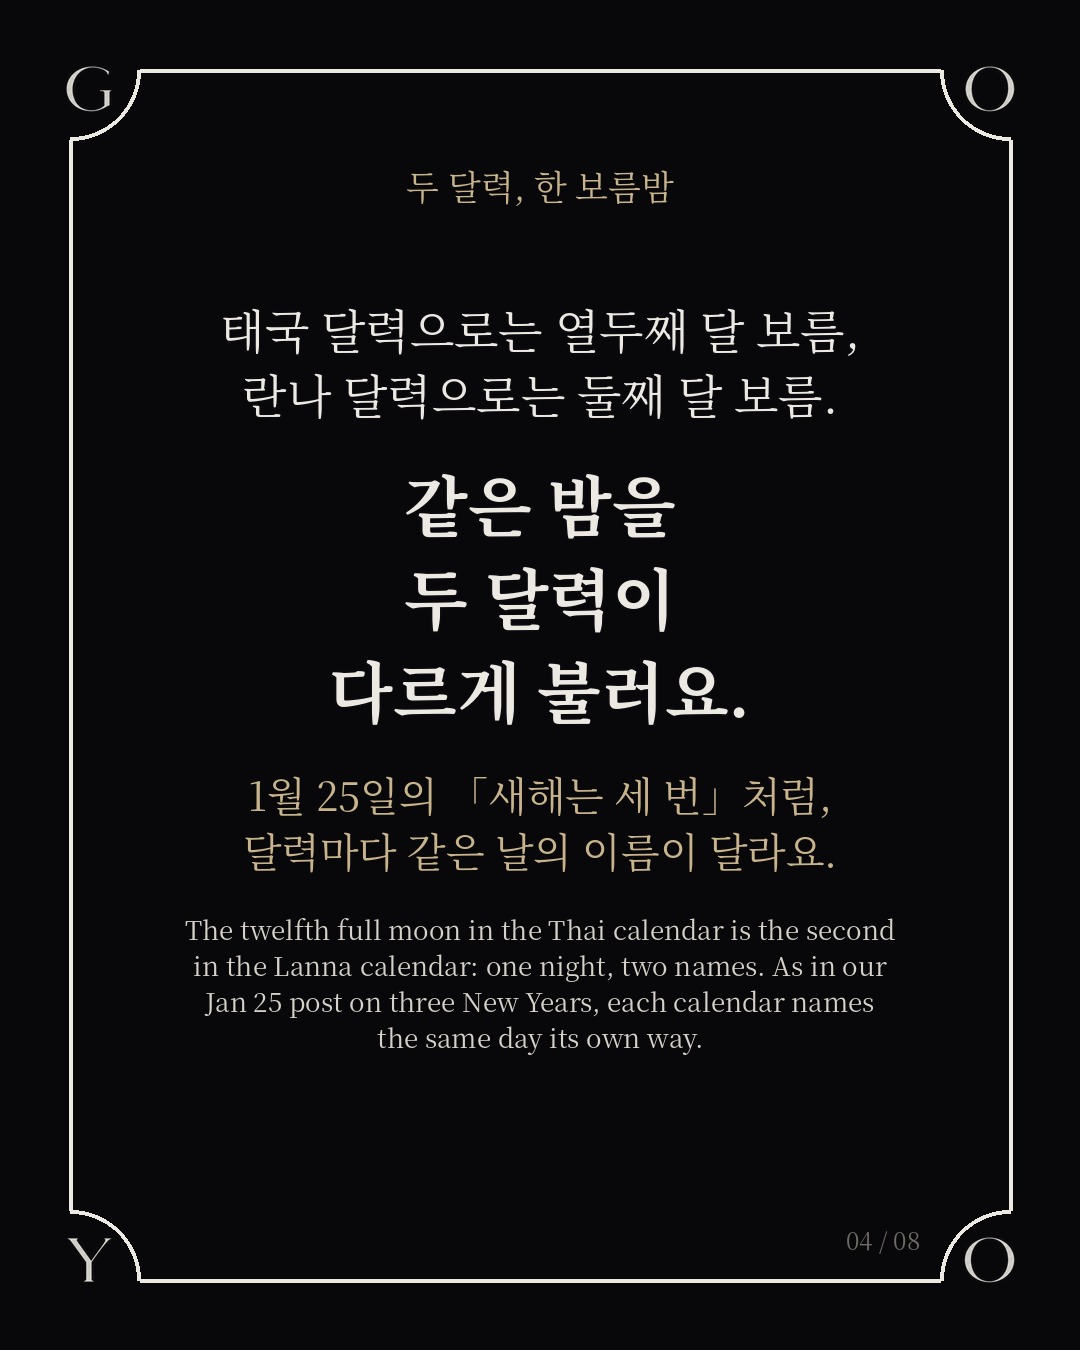 G O
두 달력, 한 보름밤
태국 달력으로는 열두째 달 보름,
란나 달력으로는 둘째 달 보름.
같은 밤을
두 달력이
다르게 불러요.
1월 25일의 「새해는 세 번」처럼,
달력마다 같은 날의 이름이 달라요.
The twelfth full moon in the Thai calendar is the second
in the Lanna calendar: one night, two names. As in our
Jan 25 post on three New Years, each calendar names
the same day its own way.
04 / 08
Y O